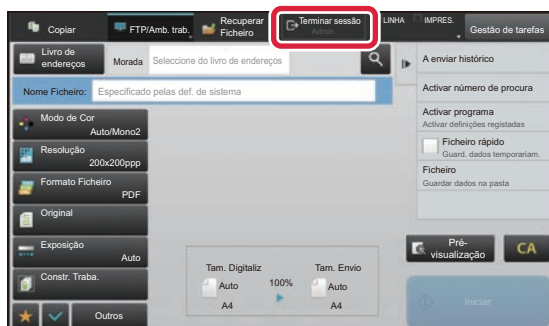 Copiar
FTP/Amb. trab.
Recuperar
Ficheiro
Terminar sessão
Admin
LINHA
IMPRES.
Gestão de tarefas
Livro de
endereços
Morada
Seleccione do livro de endereços
Nome Ficheiro:
Especificado pelas def. de sistema
Modo de Cor
Auto/Mono2
Resolução
200x200ppp
Formato Ficheiro
PDF
Original
Exposição
Auto
Constr. Traba.
Outros
Tam. Digitaliz
Auto
A4
100%
Tam. Envio
Auto
A4
A enviar histórico
Activar número de procura
Activar programa
Activar definições registadas
Ficheiro rápido
Guard. dados temporariam.
Ficheiro
Guardar dados na pasta
Pré-
visualização
CA
Iniciar